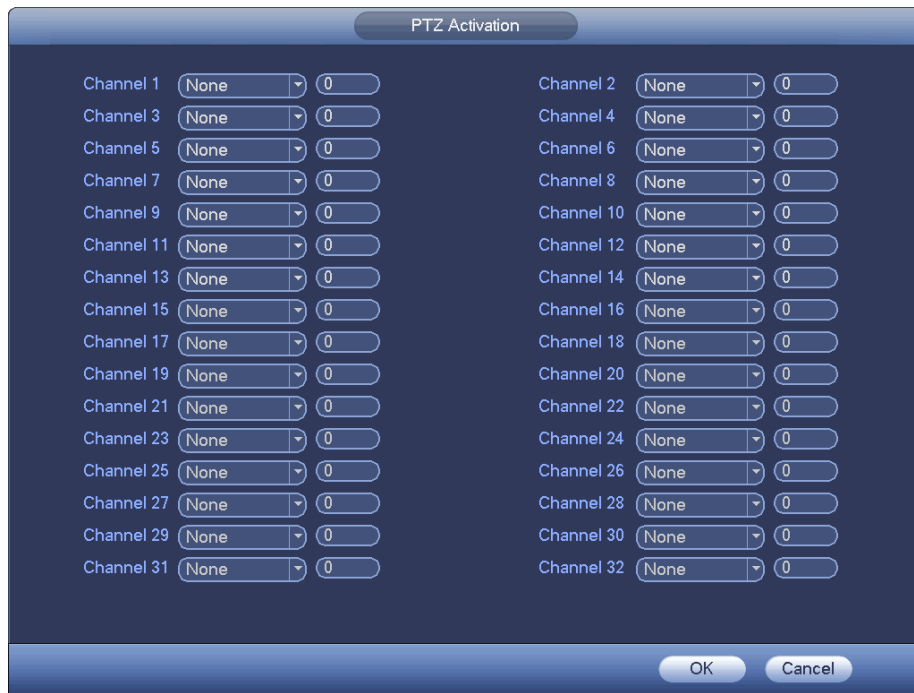 PTZ Activation
Channel 1 None 0 Channel 2 None 0
Channel 3 None 0 Channel 4 None 0
Channel 5 None 0 Channel 6 None 0
Channel 7 None 0 Channel 8 None 0
Channel 9 None 0 Channel 10 None 0
Channel 11 None 0 Channel 12 None 0
Channel 13 None 0 Channel 14 None 0
Channel 15 None 0 Channel 16 None 0
Channel 17 None 0 Channel 18 None 0
Channel 19 None 0 Channel 20 None 0
Channel 21 None 0 Channel 22 None 0
Channel 23 None 0 Channel 24 None 0
Channel 25 None 0 Channel 26 None 0
Channel 27 None 0 Channel 28 None 0
Channel 29 None 0 Channel 30 None 0
Channel 31 None 0 Channel 32 None 0
OK Cancel